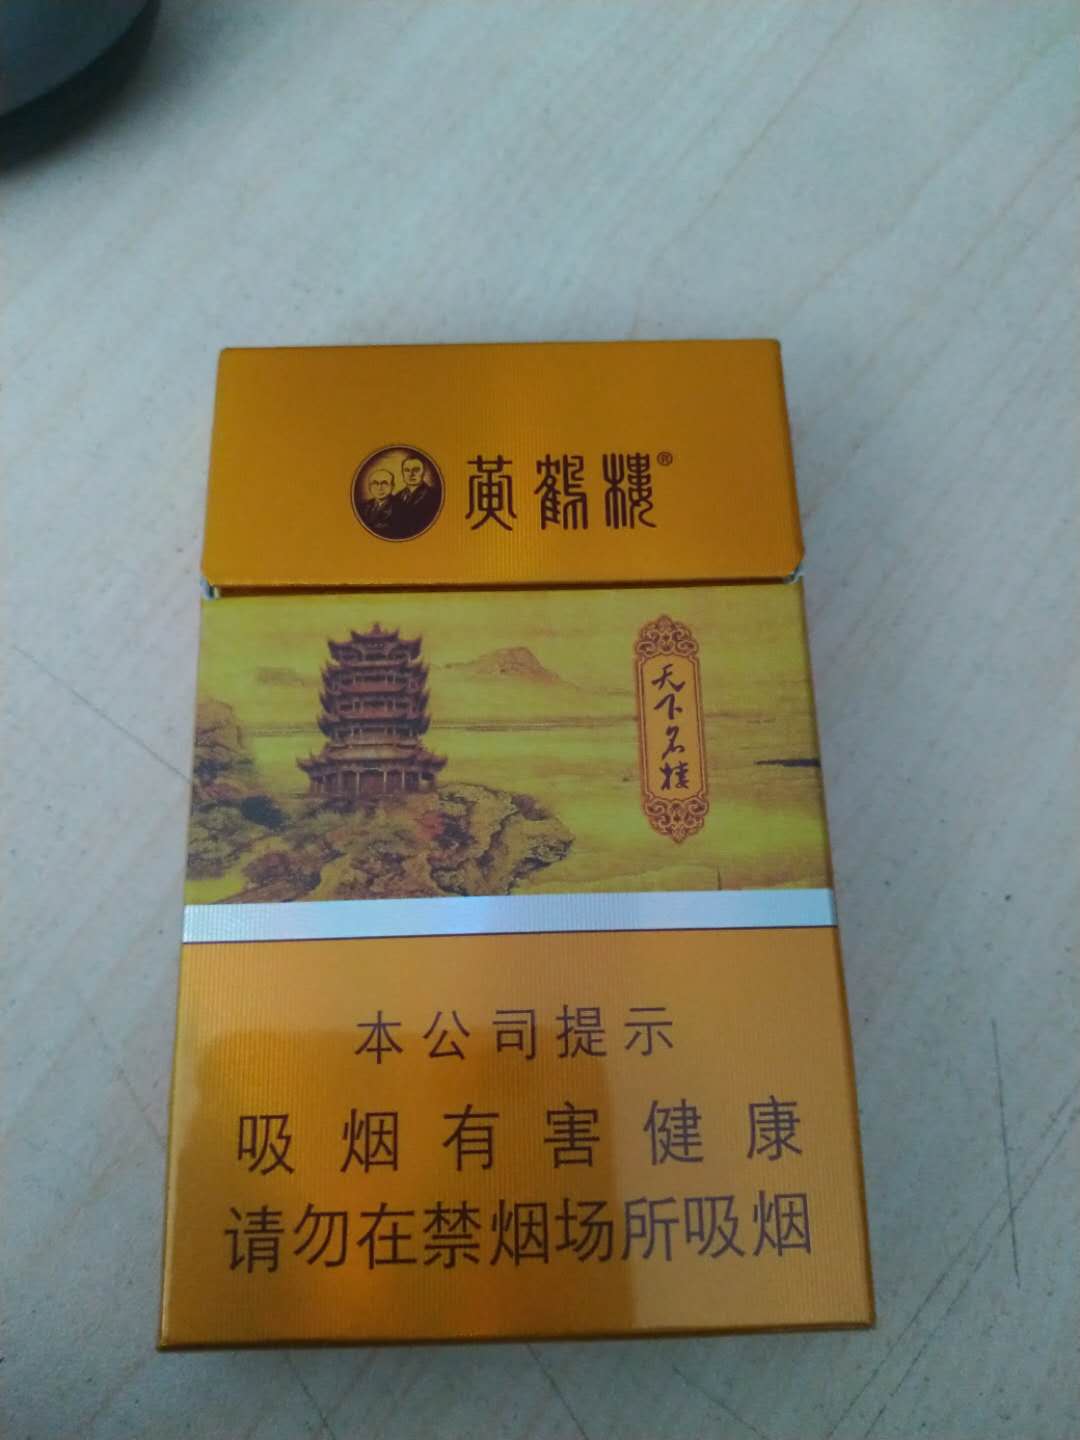 黄鹤楼®
天下名楼
本公司提示
吸烟有害健康
请勿在禁烟场所吸烟